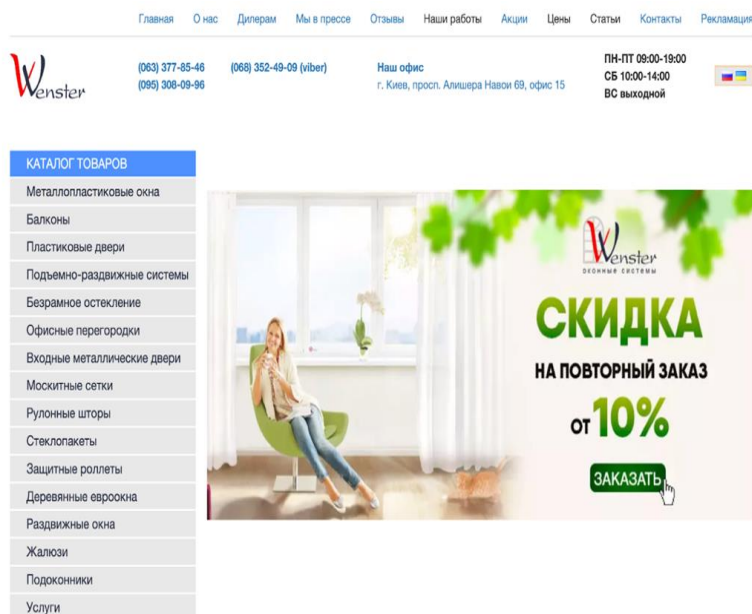 Главная О нас Дилерам Мы в прессе Отзывы Наши работы Акции Цены Статьи Контакты Рекламация
Wenster
(063) 377-85-46 (068) 352-49-09 (viber)
(095) 308-09-96
Наш офис
г. Киев, просп. Алишера Навои 69, офис 15
ПН-ПТ 09:00-19:00
СБ 10:00-14:00
ВС выходной
КАТАЛОГ ТОВАРОВ
Металлопластиковые окна
Балконы
Пластиковые двери
Подъемно-раздвижные системы
Безрамное остекление
Офисные перегородки
Входные металлические двери
Москитные сетки
Рулонные шторы
Стеклопакеты
Защитные роллеты
Деревянные евроокна
Раздвижные окна
Жалюзи
Подоконники
Услуги
Wenster
оконные системы
СКИДКА
НА ПОВТОРНЫЙ ЗАКАЗ
от 10%
ЗАКАЗАТЬ